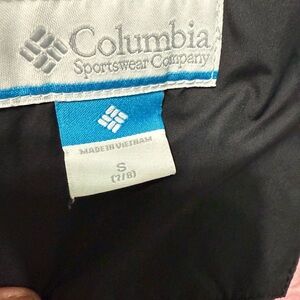 Columbia
Sportswear Company
MADE IN VIETNAM
S
(7/8)